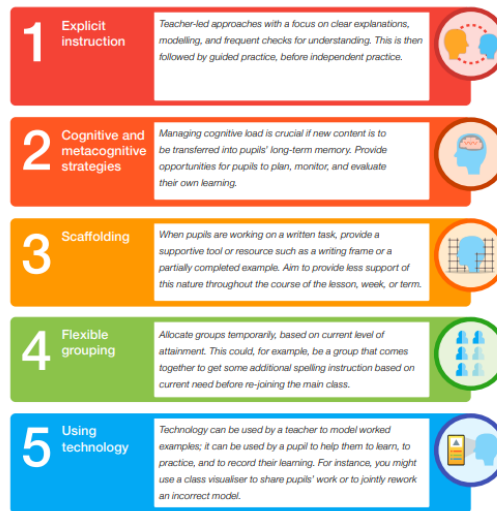 1
Explicit
instruction
Teacher-led approaches with a focus on clear explanations,
modelling, and frequent checks for understanding. This is then
followed by guided practice, before independent practice.
2
Cognitive and
metacognitive
strategies
Managing cognitive load is crucial if new content is to
be transferred into pupils' long-term memory. Provide
opportunities for pupils to plan, monitor, and evaluate
their own learning.
3
Scaffolding
When pupils are working on a written task, provide a
supportive tool or resource such as a writing frame or a
partially completed example. Aim to provide less support of
this nature throughout the course of the lesson, week, or term.
4
Flexible
grouping
Allocate groups temporarily, based on current level of
attainment. This could, for example, be a group that comes
together to get some additional spelling instruction based on
current need before re-joining the main class.
5
Using
technology
Technology can be used by a teacher to model worked
examples; it can be used by a pupil to help them to learn, to
practice, and to record their learning. For instance, you might
use a class visualiser to share pupils' work or to jointly rework
an incorrect model.